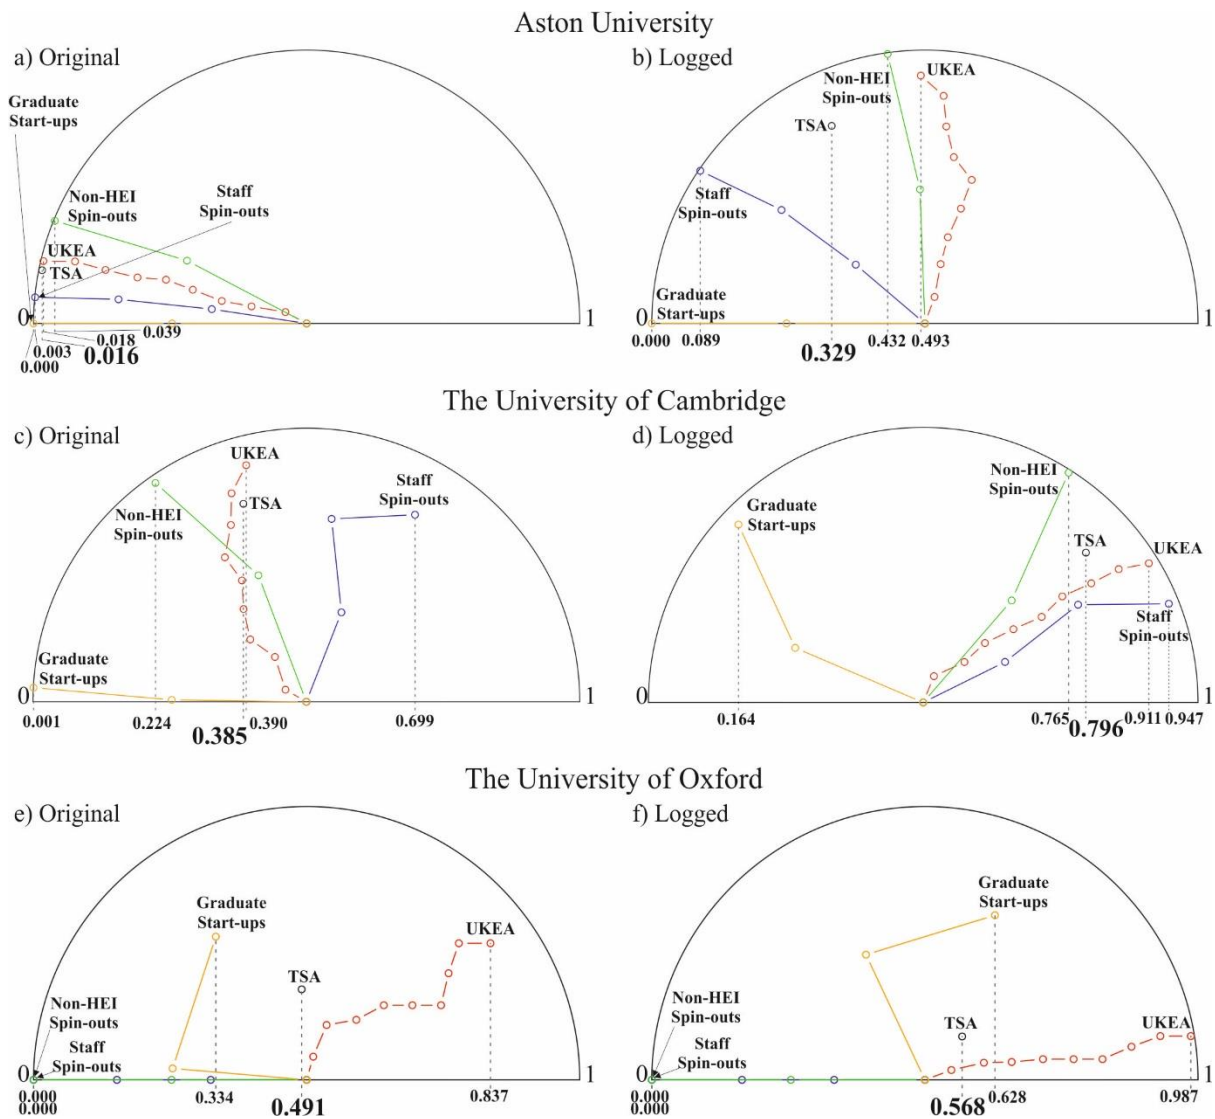 Aston University
a) Original
Graduate
Start-ups
Non-HEI
Spin-outs
Staff
Spin-outs
UKEA
TSA
0
1
0.039
0.018
0.016
0.003
0.000
b) Logged
Non-HEI
Spin-outs
UKEA
TSA
Staff
Spin-outs
Graduate
Start-ups
0
1
0.000
0.089
0.329
0.432
0.493
The University of Cambridge
c) Original
UKEA
TSA
Staff
Spin-outs
Non-HEI
Spin-outs
Graduate
Start-ups
0
1
0.001
0.224
0.385
0.390
0.699
d) Logged
Non-HEI
Spin-outs
Graduate
Start-ups
TSA
UKEA
Staff
Spin-outs
0
1
0.164
0.765
0.796
0.911
0.947
The University of Oxford
e) Original
Graduate
Start-ups
UKEA
TSA
Non-HEI
Spin-outs
Staff
Spin-outs
0
1
0.000
0.000
0.334
0.491
0.837
f) Logged
Graduate
Start-ups
Non-HEI
Spin-outs
TSA
UKEA
Staff
Spin-outs
0
1
0.000
0.000
0.568
0.628
0.987